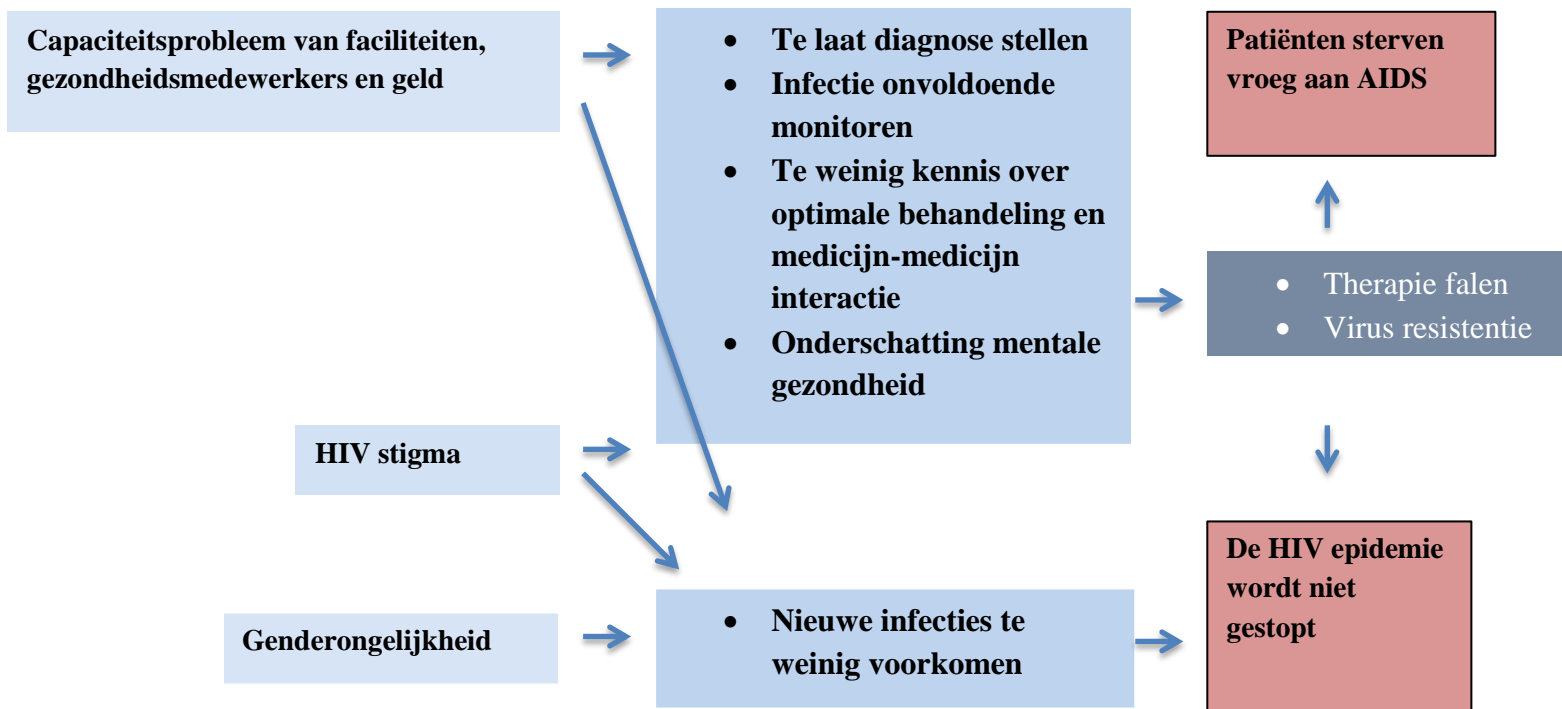 Capaciteitsprobleem van faciliteiten,
gezondheidsmedewerkers en geld
• Te laat diagnose stellen
• Infectie onvoldoende
monitoren
• Te weinig kennis over
optimale behandeling en
medicijn-medicijn
interactie
• Onderschatting mentale
gezondheid
Patiënten sterven
vroeg aan AIDS
• Therapie falen
• Virus resistentie
HIV stigma
Genderongelijkheid
• Nieuwe infecties te
weinig voorkomen
De HIV epidemie
wordt niet
gestopt